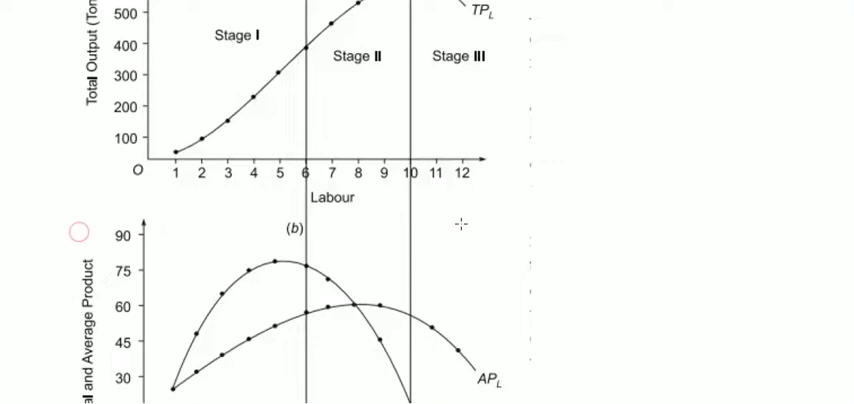 500
TP_L
Stage I
400
Stage II
Stage III
300
200
100
O
1 2 3 4 5 6 7 8 9 10 11 12
Labour
Total Output (Ton
(b)
90
75
60
45
30
AP_L
and Average Product